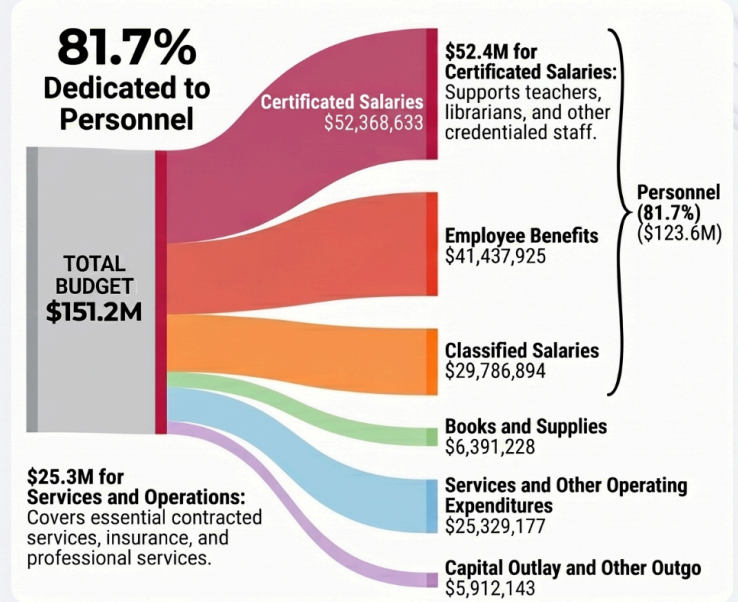 81.7%
Dedicated to
Personnel
TOTAL
BUDGET
$151.2M
$25.3M for
Services and Operations:
Covers essential contracted
services, insurance, and
professional services.
Certificated Salaries
$52,368,633
$52.4M for
Certificated Salaries:
Supports teachers,
librarians, and other
credentialed staff.
Employee Benefits
$41,437,925
Classified Salaries
$29,786,894
Personnel
(81.7%)
($123.6M)
Books and Supplies
$6,391,228
Services and Other Operating
Expenditures
$25,329,177
Capital Outlay and Other Outgo
$5,912,143